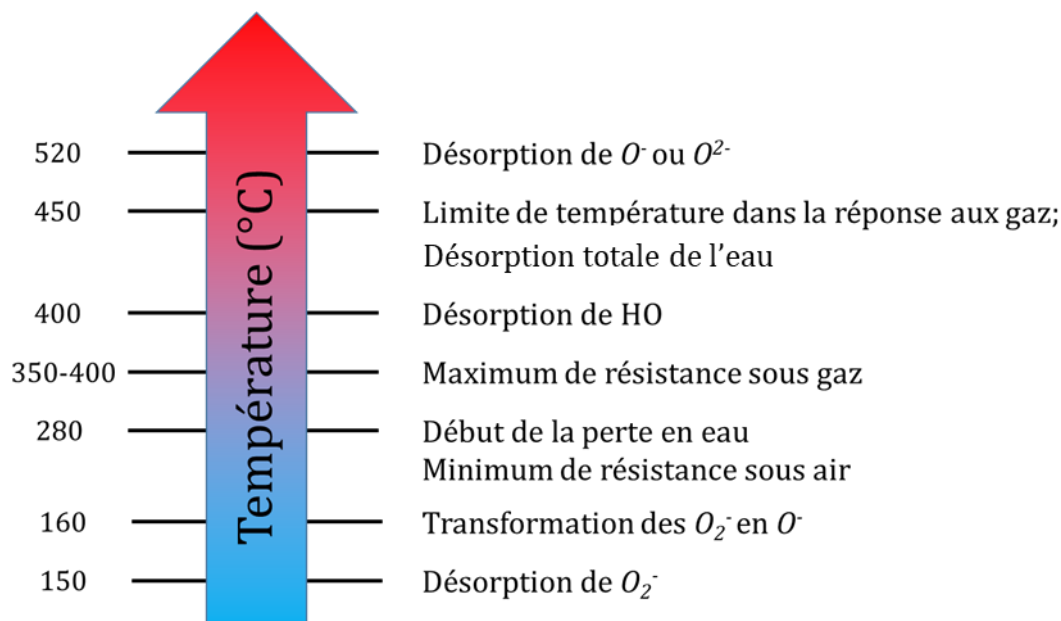 520 Désorption de O⁻ ou O²⁻
450 Limite de température dans la réponse aux gaz;
Désorption totale de l'eau
400 Désorption de HO
350-400 Maximum de résistance sous gaz
280 Début de la perte en eau
Minimum de résistance sous air
160 Transformation des O₂⁻ en O⁻
150 Désorption de O₂⁻
Température (°C)